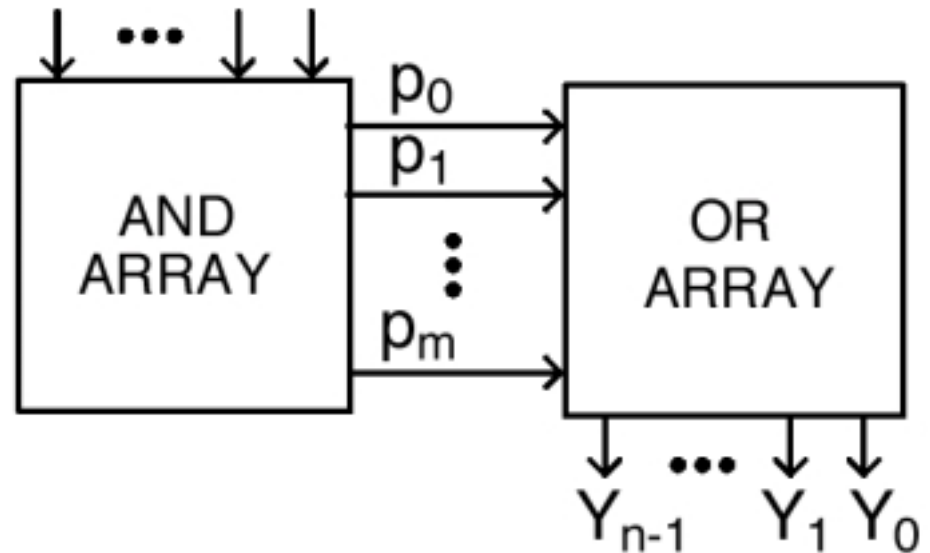 p0
p1
AND
ARRAY
OR
ARRAY
pm
Yn-1 Y1 Y0